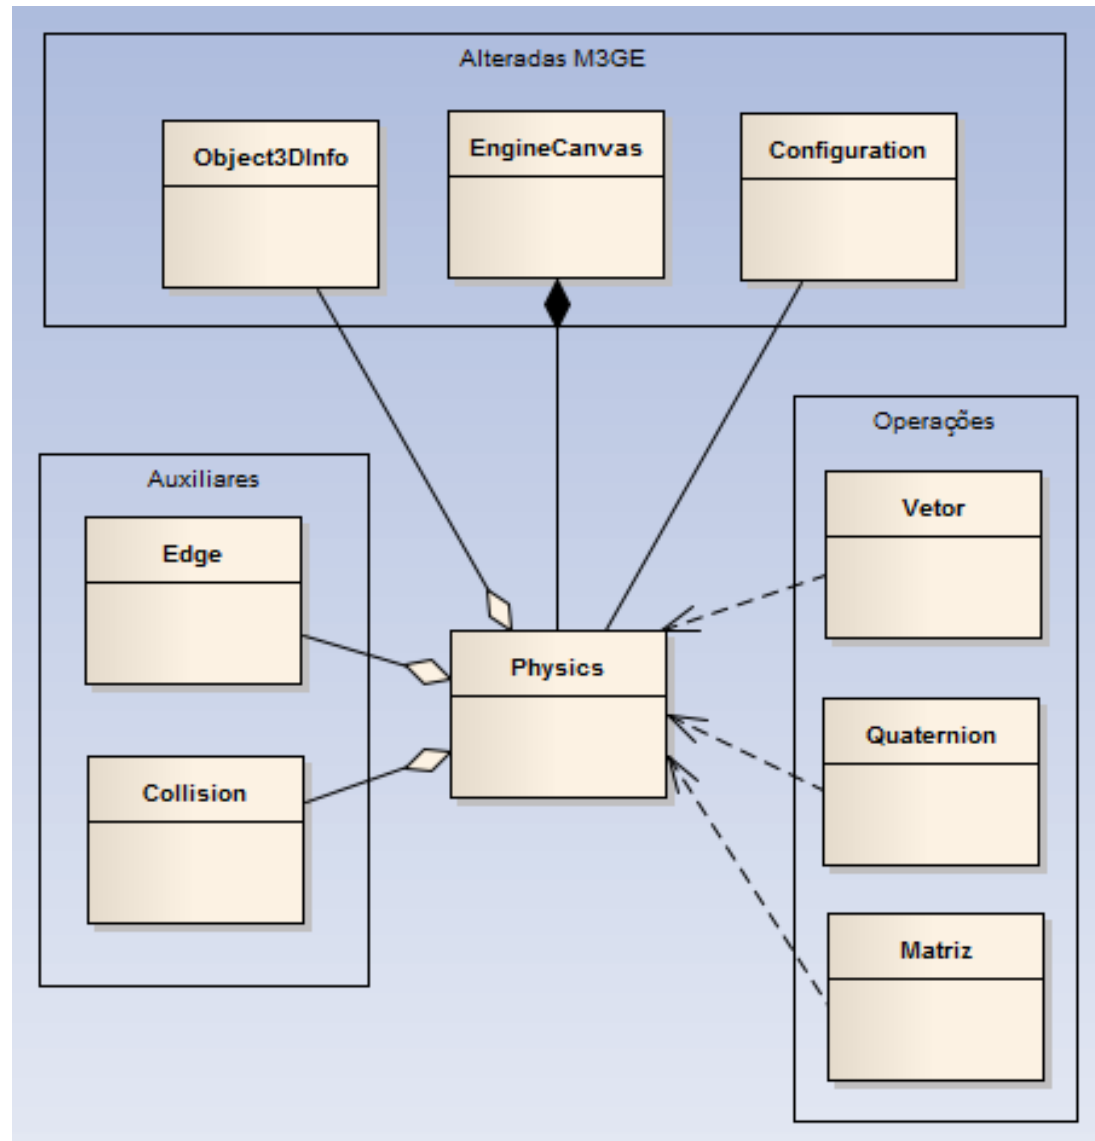 Alteradas M3GE
Object3DInfo
EngineCanvas
Configuration
Operações
Auxiliares
Vetor
Edge
Physics
Quaternion
Collision
Matriz